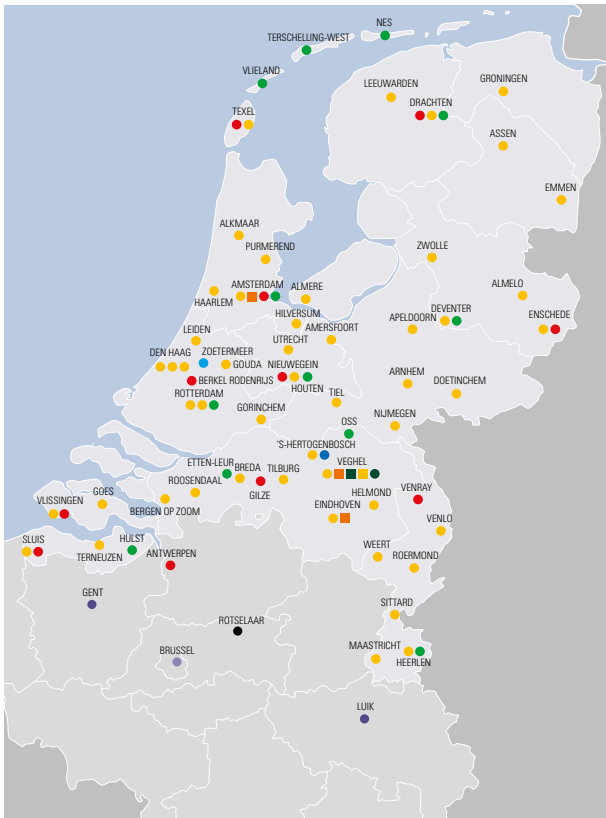 NES
TERSCHELLING-WEST
VLIELAND
LEEUWARDEN
GRONINGEN
DRACHTEN
TEXEL
ASSEN
EMMEN
ALKMAAR
PURMEREND
ZWOLLE
AMSTERDAM
ALMERE
ALMELO
HAARLEM
HILVERSUM
DEVENTER
APELDOORN
ENSCHEDE
LEIDEN
AMERSFOORT
UTRECHT
DEN HAAG
ZOETERMEER
GOUDA
NIEUWEGEIN
ARNHEM
BERKEL RODENRIJS
HOUTEN
DOETINCHEM
ROTTERDAM
TIEL
GORINCHEM
NIJMEGEN
OSS
'S-HERTOGENBOSCH
ETTEN-LEUR
BREDA
TILBURG
VEGHEL
ROOSENDAAL
VENRAY
GOES
GILZE
HELMOND
VLISSINGEN
BERGEN OP ZOOM
EINDHOVEN
VENLO
SLUIS
HULST
TERNEUZEN
ANTWERPEN
WEERT
ROERMOND
GENT
SITTARD
ROTSELAAR
BRUSSEL
MAASTRICHT
HEERLEN
LUIK